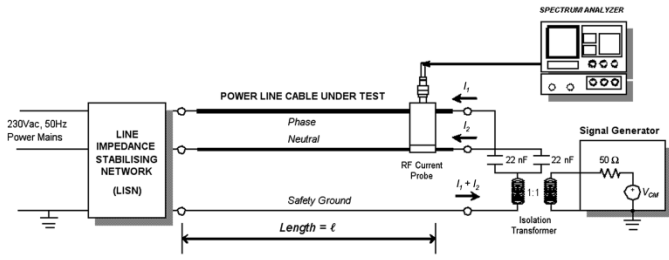 SPECTRUM ANALYZER
POWER LINE CABLE UNDER TEST
I1
Phase
230Vac, 50Hz
Power Mains
LINE
IMPEDANCE
STABILISING
NETWORK
(LISN)
I2
Neutral
RF Current
Probe
22 nF
22 nF
Signal Generator
50 Ω
VCM
1:1
Isolation
Transformer
Safety Ground
I1 + I2
Length = ℓ